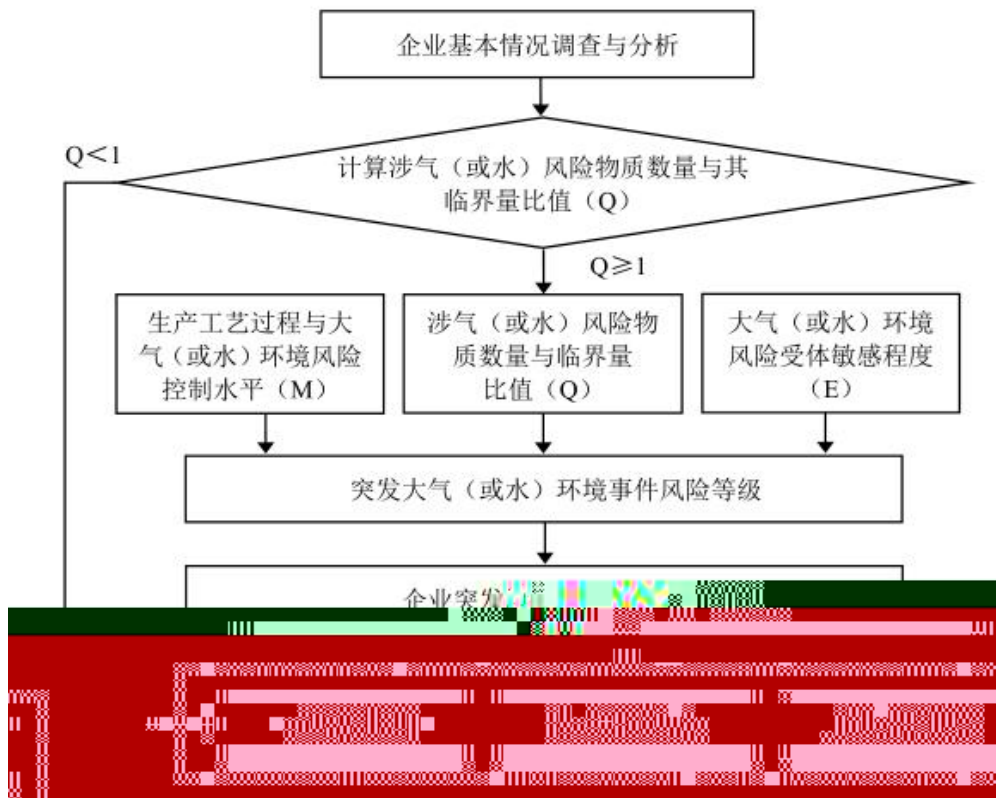 企业基本情况调查与分析
Q＜1
计算涉气（或水）风险物质数量与其
临界量比值（Q）
Q≥1
生产工艺过程与大
气（或水）环境风险
控制水平（M）
涉气（或水）风险物
质数量与临界量
比值（Q）
大气（或水）环境
风险受体敏感程度
（E）
突发大气（或水）环境事件风险等级
企业突发